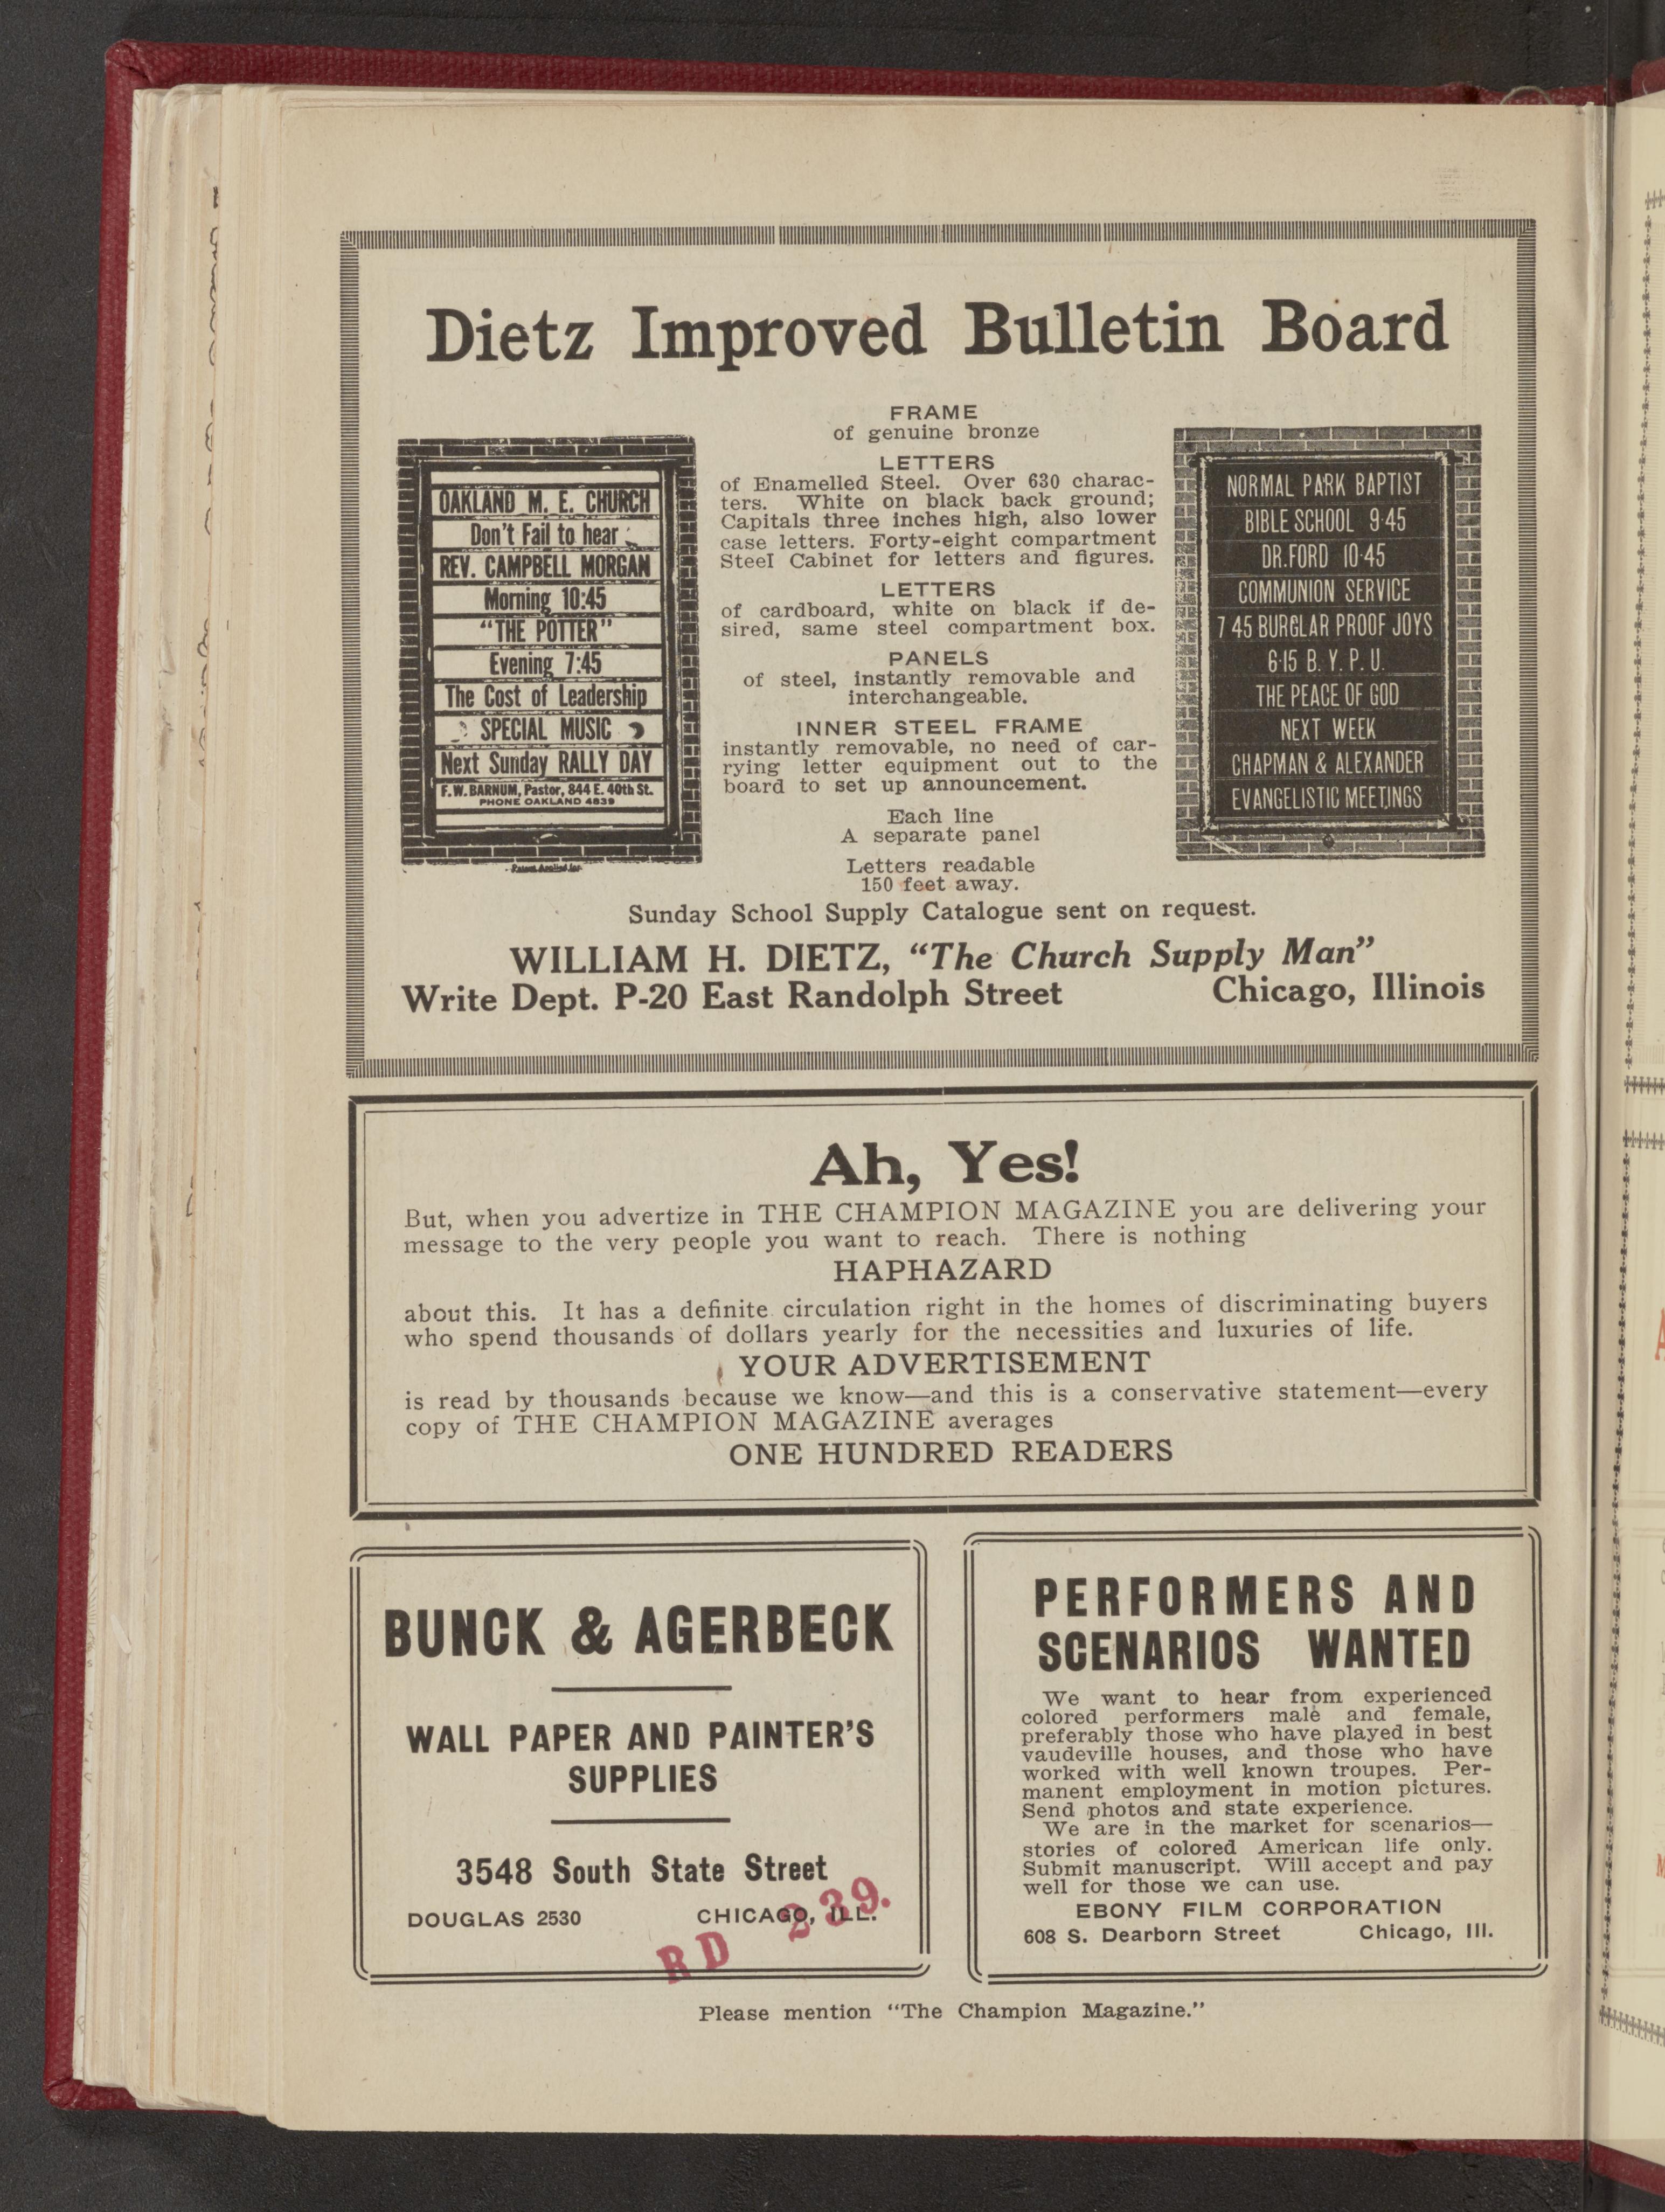 Dietz Improved Bulletin Board
OAKLAND M. E. CHURCH
Don't Fail to hear
REV. CAMPBELL MORGAN
Morning 10:45
"THE POTTER"
Evening 7:45
The Cost of Leadership
SPECIAL MUSIC
Next Sunday RALLY DAY
F. W. BARNUM, Pastor, 844 E. 40th St.
PHONE OAKLAND 4839
Patent Applied for
FRAME
of genuine bronze
LETTERS
of Enamelled Steel. Over 630 charac-
ters. White on black back ground;
Capitals three inches high, also lower
case letters. Forty-eight compartment
Steel Cabinet for letters and figures.
LETTERS
of cardboard, white on black if de-
sired, same steel compartment box.
PANELS
of steel, instantly removable and
interchangeable.
INNER STEEL FRAME
instantly removable, no need of car-
rying letter equipment out to the
board to set up announcement.
Each line
A separate panel
Letters readable
150 feet away.
NORMAL PARK BAPTIST
BIBLE SCHOOL 9·45
DR. FORD 10·45
COMMUNION SERVICE
7 45 BURGLAR PROOF JOYS
6·15 B. Y. P. U.
THE PEACE OF GOD
NEXT WEEK
CHAPMAN & ALEXANDER
EVANGELISTIC MEETINGS
Sunday School Supply Catalogue sent on request.
WILLIAM H. DIETZ, "The Church Supply Man"
Write Dept. P-20 East Randolph Street Chicago, Illinois
Ah, Yes!
But, when you advertize in THE CHAMPION MAGAZINE you are delivering your
message to the very people you want to reach. There is nothing
HAPHAZARD
about this. It has a definite circulation right in the homes of discriminating buyers
who spend thousands of dollars yearly for the necessities and luxuries of life.
YOUR ADVERTISEMENT
is read by thousands because we know—and this is a conservative statement—every
copy of THE CHAMPION MAGAZINE averages
ONE HUNDRED READERS
BUNCK & AGERBECK
WALL PAPER AND PAINTER'S
SUPPLIES
3548 South State Street
DOUGLAS 2530 CHICAGO, ILL.
RD 239.
PERFORMERS AND
SCENARIOS WANTED
We want to hear from experienced
colored performers male and female,
preferably those who have played in best
vaudeville houses, and those who have
worked with well known troupes. Per-
manent employment in motion pictures.
Send photos and state experience.
We are in the market for scenarios—
stories of colored American life only.
Submit manuscript. Will accept and pay
well for those we can use.
EBONY FILM CORPORATION
608 S. Dearborn Street Chicago, Ill.
Please mention "The Champion Magazine."